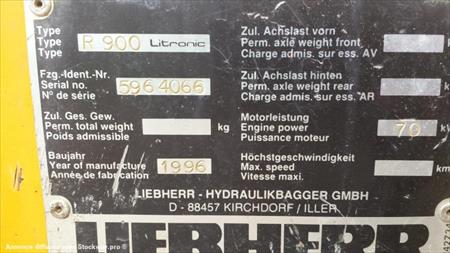 Type
Type R 900 Litronic
Type
Fzg.-Ident.-Nr.
Serial no. 596 4066
N° de série
Zul. Ges. Gew.
Perm. total weight kg
Poids admissible
Baujahr
Year of manufacture 1996
Année de fabrication
Zul. Achslast vorn
Perm. axle weight front kg
Charge admis. sur ess. AV
Zul. Achslast hinten
Perm. axle weight rear kg
Charge admis. sur ess. AR
Motorleistung
Engine power 70 kW
Puissance moteur
Höchstgeschwindigkeit
Max. speed
Vitesse maxi.
LIEBHERR - HYDRAULIKBAGGER GMBH
D - 88457 KIRCHDORF / ILLER
LIEBHERR